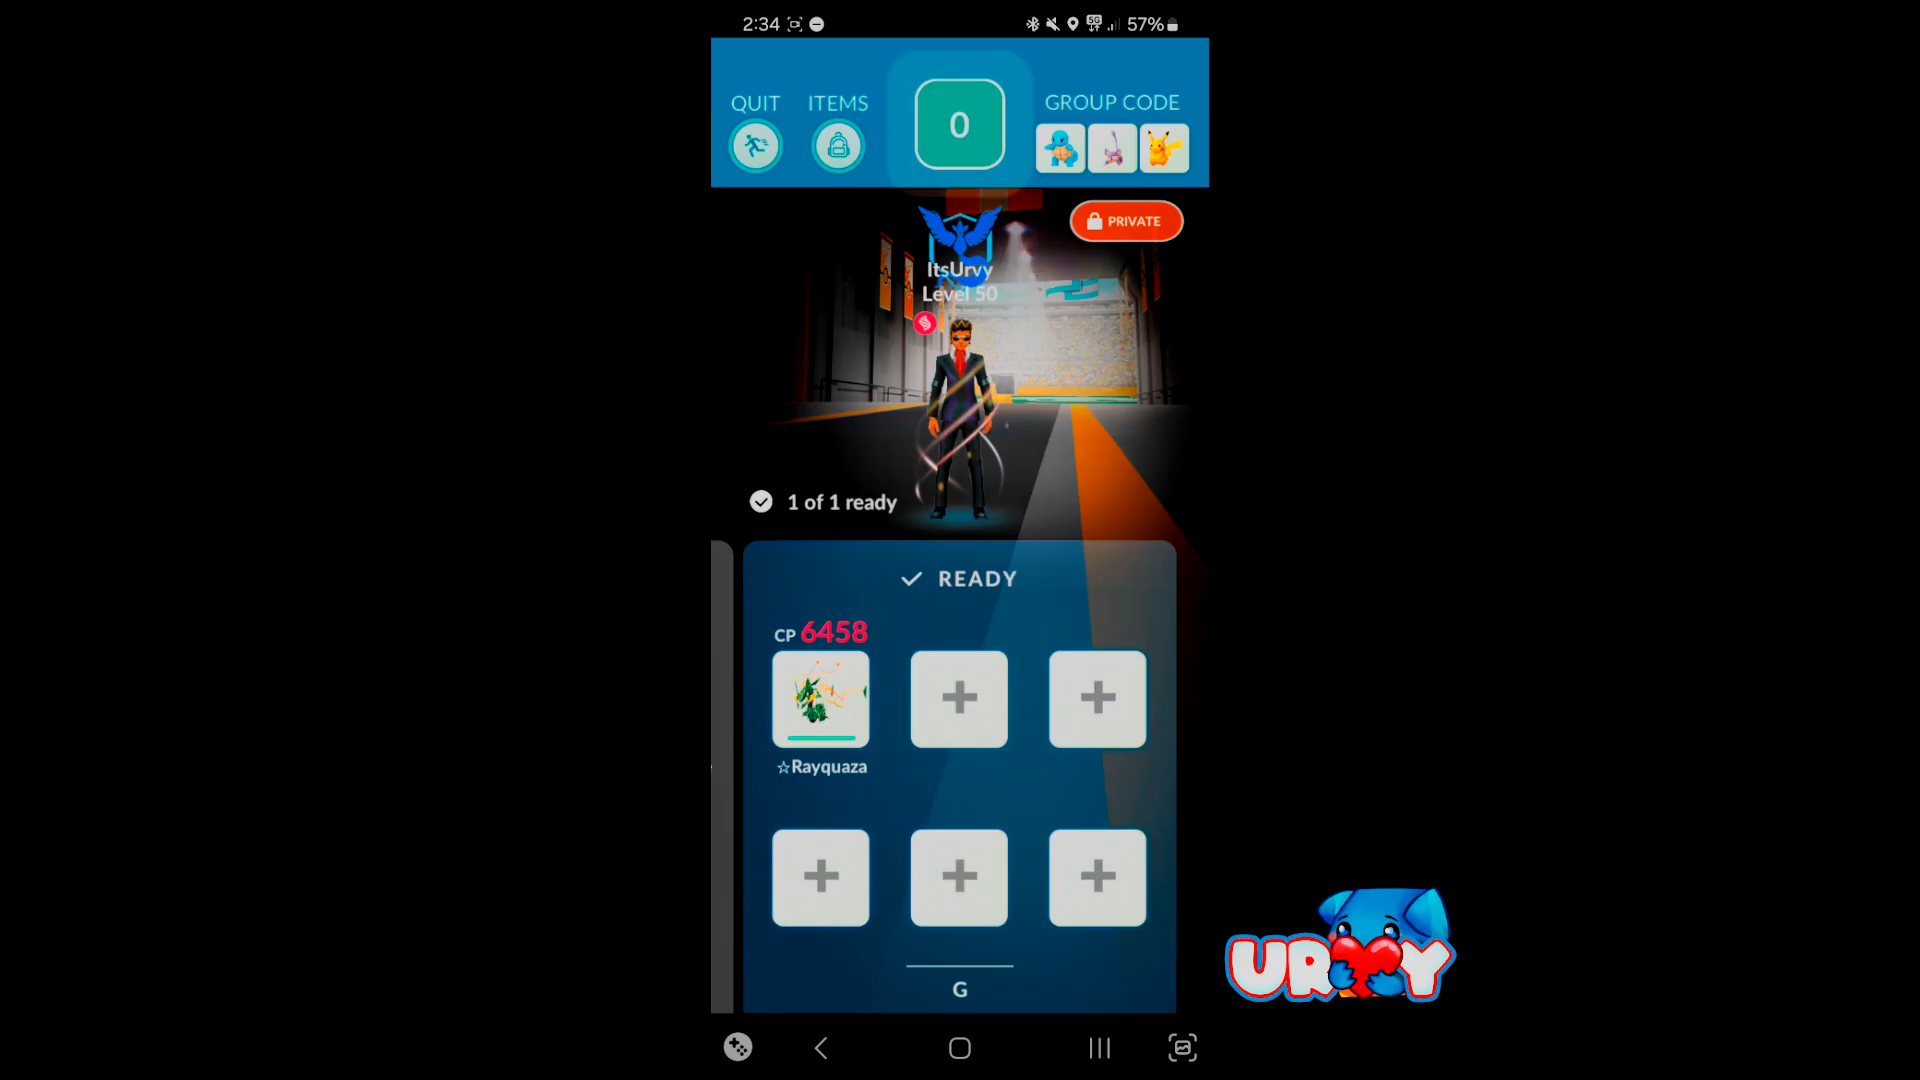 2:34
5G
57%
QUIT
ITEMS
0
GROUP CODE
PRIVATE
ItsUrvy
Level 50
1 of 1 ready
READY
CP 6458
☆Rayquaza
G
URVY